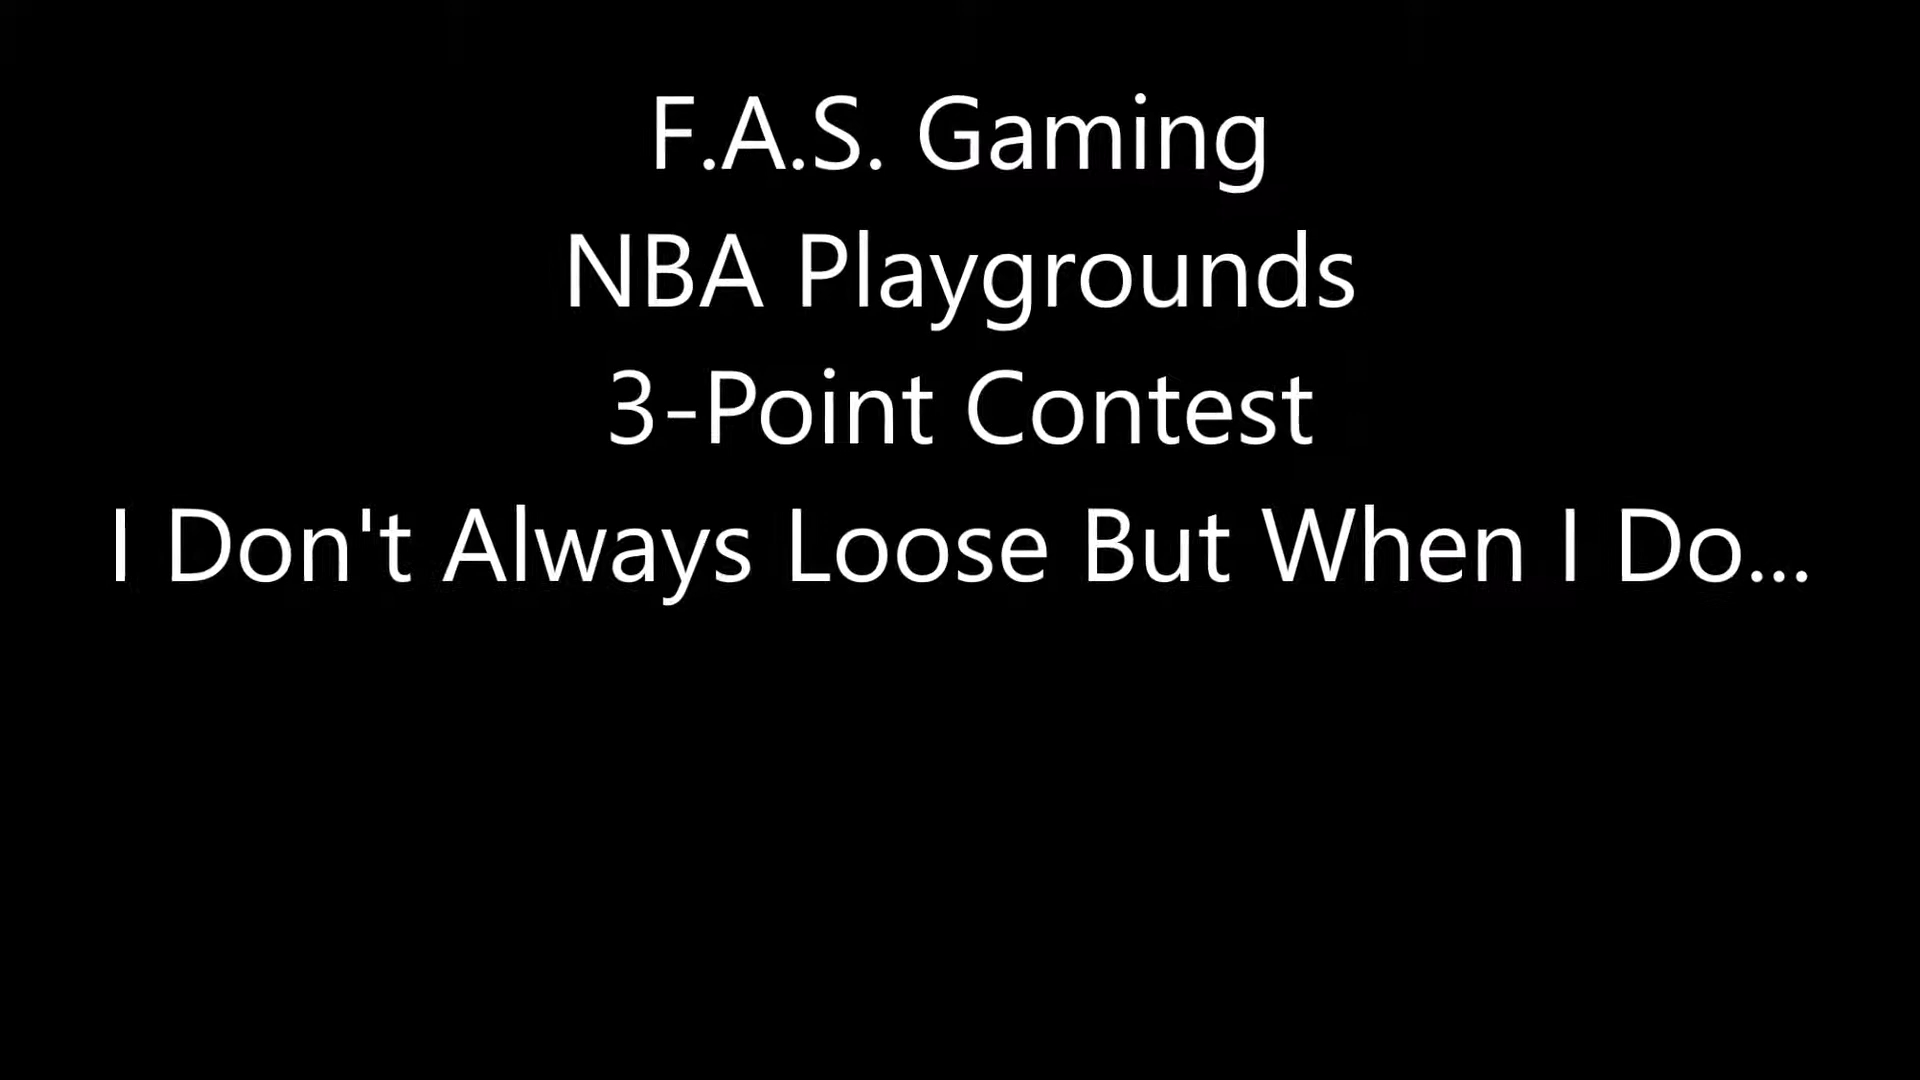 F.A.S. Gaming
NBA Playgrounds
3-Point Contest
I Don't Always Loose But When I Do...